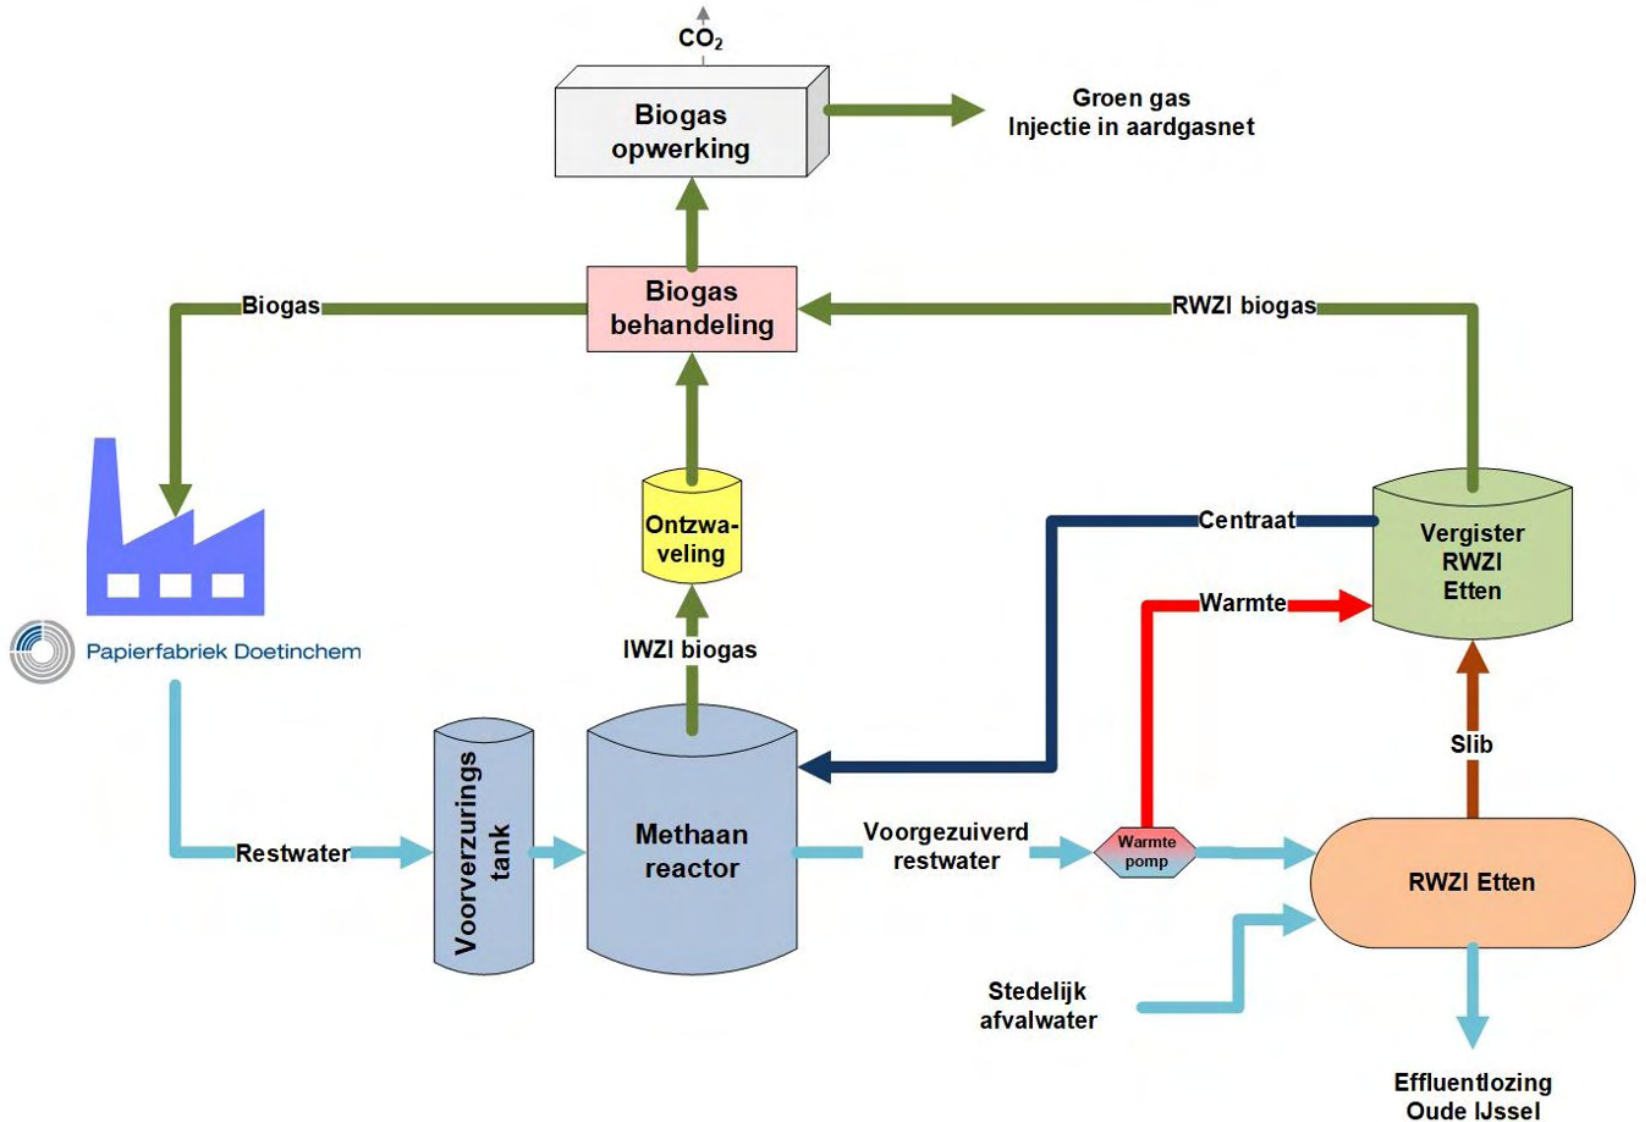 CO₂
Biogas
opwerking
Groen gas
Injectie in aardgasnet
Biogas
Biogas
behandeling
RWZI biogas
Ontzwa-
veling
Centraat
Vergister
RWZI
Etten
Warmte
IWZI biogas
Papierfabriek Doetinchem
Slib
Restwater
Voorverzurings
tank
Methaan
reactor
Voorgezuiverd
restwater
Warmte
pomp
RWZI Etten
Stedelijk
afvalwater
Effluentlozing
Oude IJssel